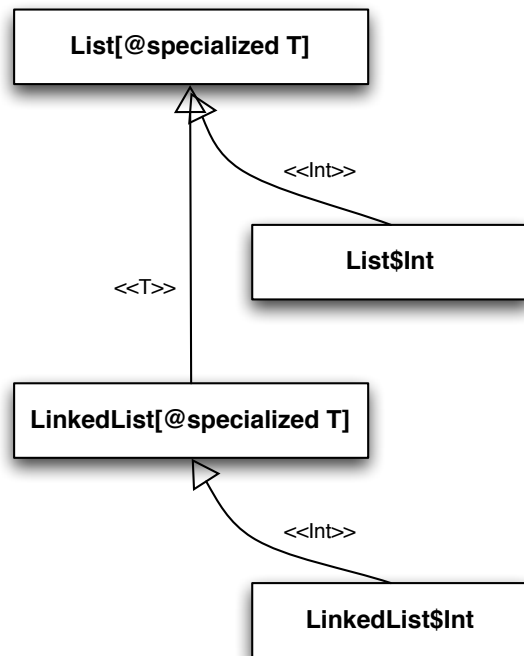 List[@specialized T]
<<Int>>
List$Int
<<T>>
LinkedList[@specialized T]
<<Int>>
LinkedList$Int